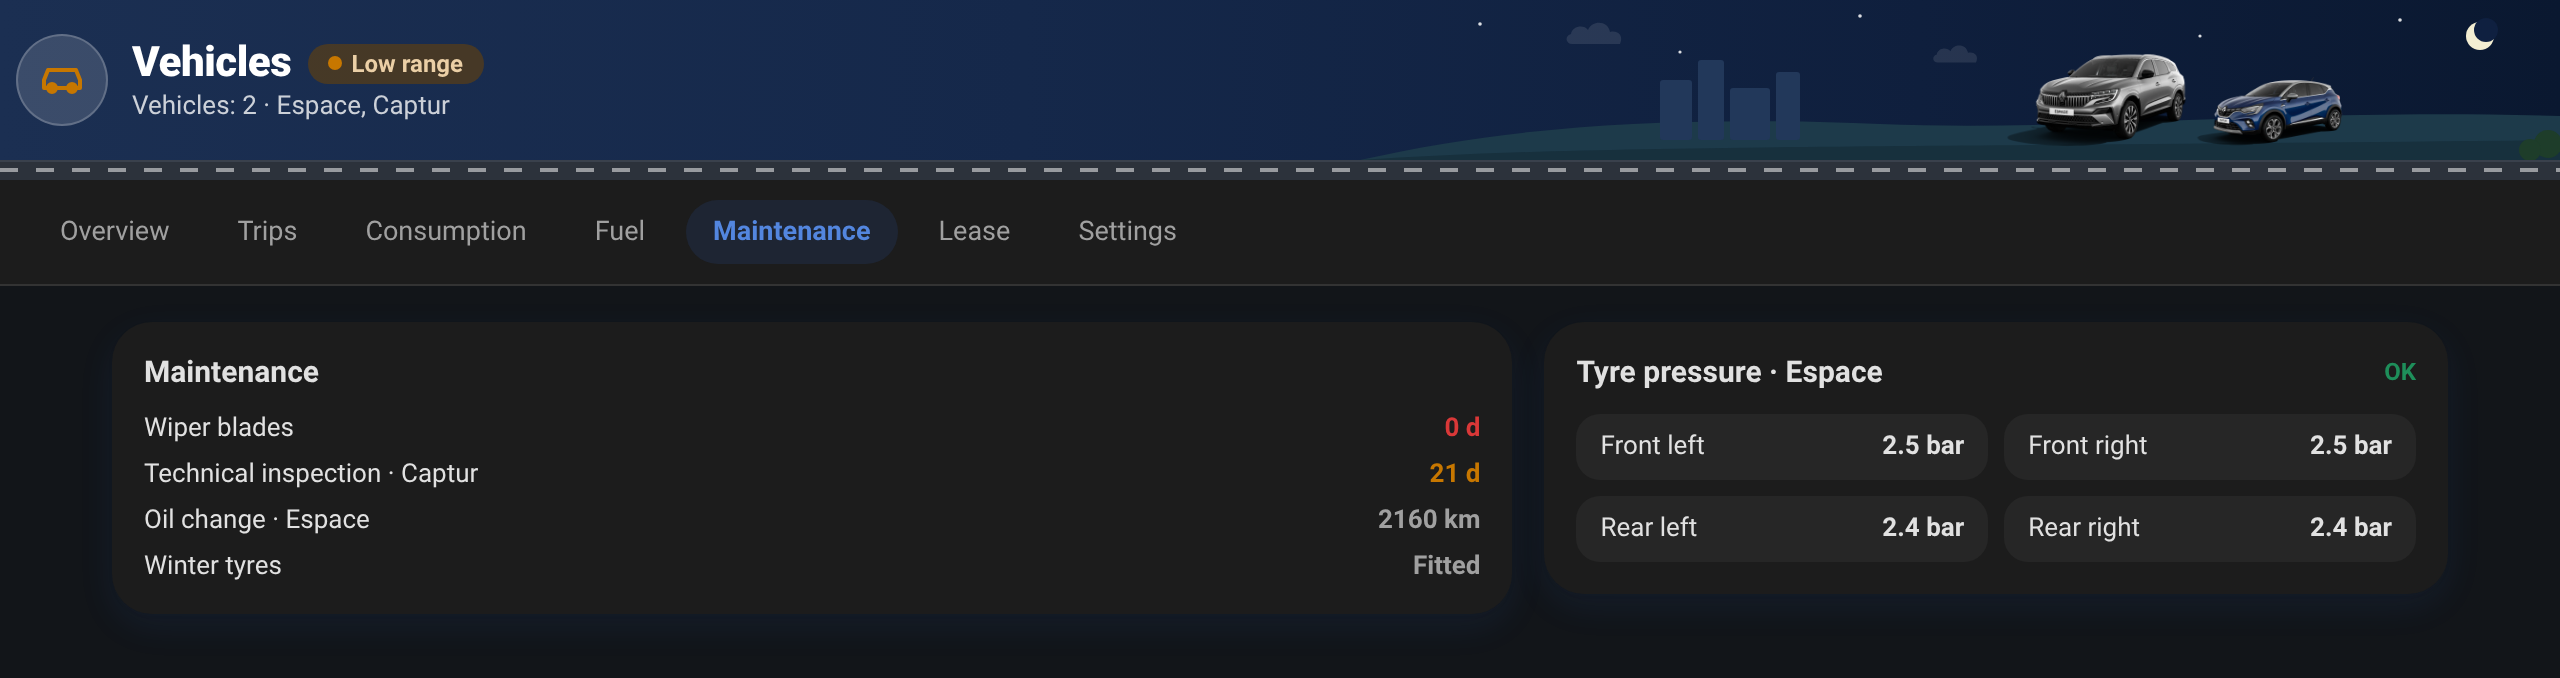 Vehicles
Low range
Vehicles: 2 · Espace, Captur
Overview
Trips
Consumption
Fuel
Maintenance
Lease
Settings
Maintenance
Wiper blades 0 d
Technical inspection · Captur 21 d
Oil change · Espace 2160 km
Winter tyres Fitted
Tyre pressure · Espace OK
Front left 2.5 bar
Front right 2.5 bar
Rear left 2.4 bar
Rear right 2.4 bar